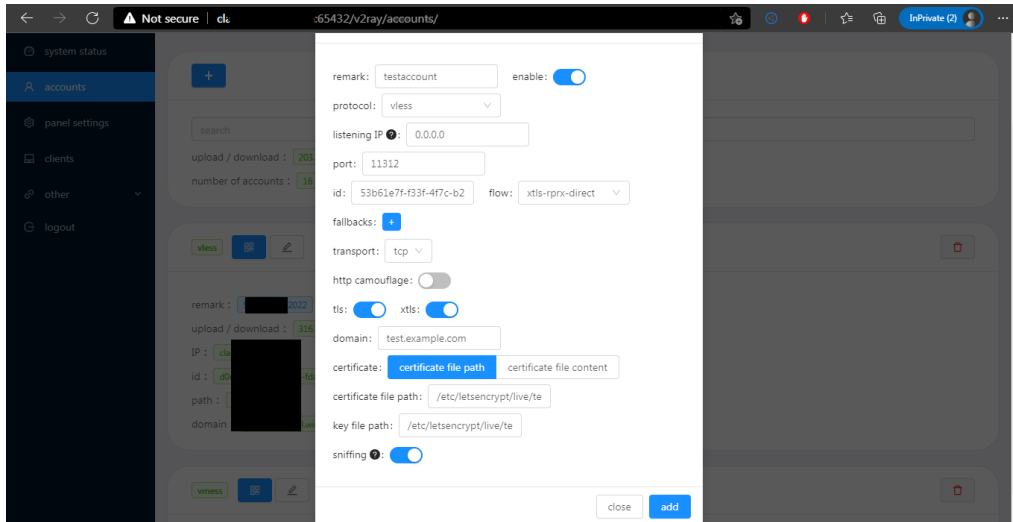 Not secure
:65432/v2ray/accounts/
InPrivate (2)
system status
accounts
panel settings
clients
other
logout
+
search
upload / download :
number of accounts : 16
vless
remark : 2022
upload / download : 316
IP :
id :
path :
domain
vmess
remark: testaccount enable:
protocol: vless
listening IP ?: 0.0.0.0
port: 11312
id: 53b61e7f-f33f-4f7c-b2 flow: xtls-rprx-direct
fallbacks: +
transport: tcp
http camouflage:
tls: xtls:
domain: test.example.com
certificate: certificate file path certificate file content
certificate file path: /etc/letsencrypt/live/te
key file path: /etc/letsencrypt/live/te
sniffing ?:
close add